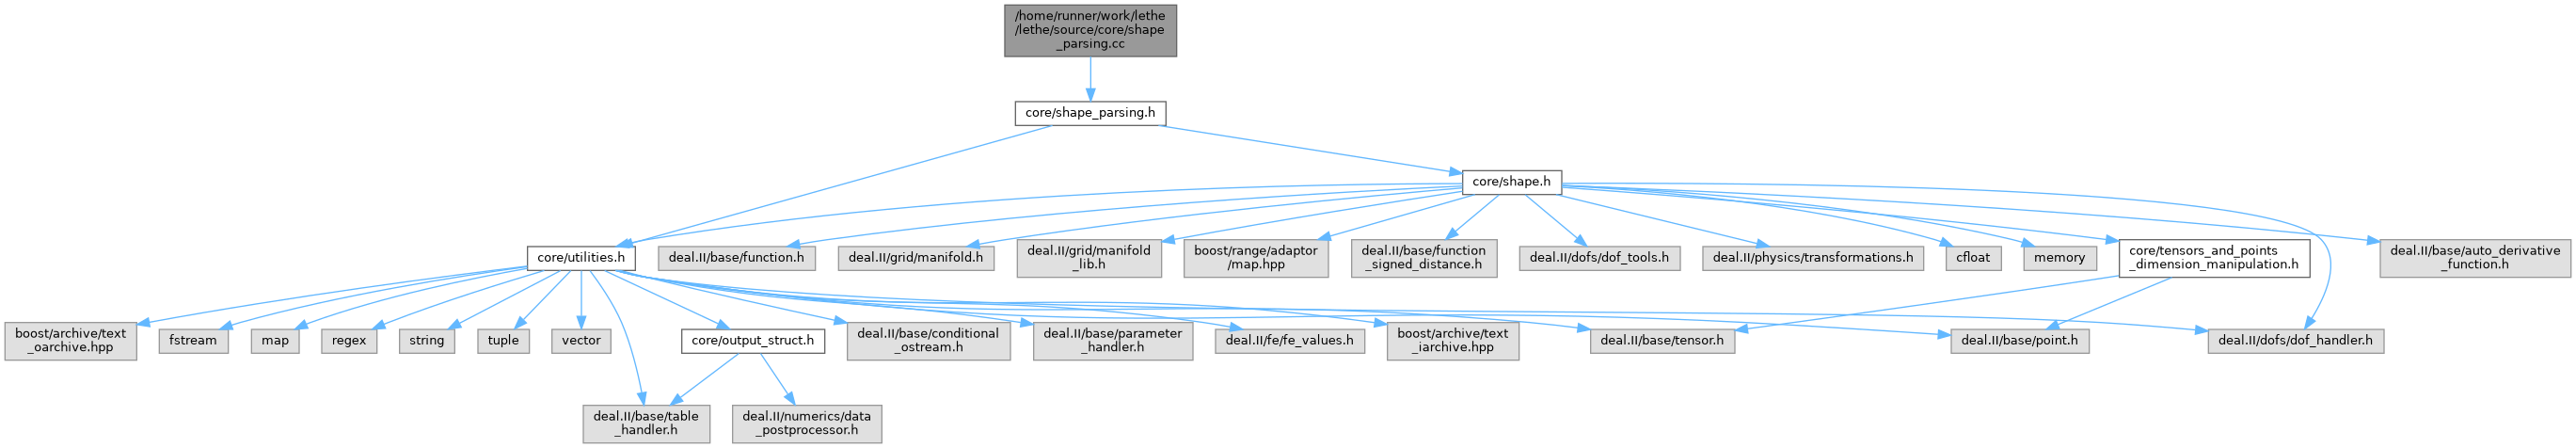 /home/runner/work/lethe
/lethe/source/core/shape
_parsing.cc
core/shape_parsing.h
core/shape.h
core/utilities.h
deal.II/base/function.h
deal.II/grid/manifold.h
deal.II/grid/manifold
_lib.h
boost/range/adaptor
/map.hpp
deal.II/base/function
_signed_distance.h
deal.II/dofs/dof_tools.h
deal.II/physics/transformations.h
cfloat
memory
core/tensors_and_points
_dimension_manipulation.h
deal.II/base/auto_derivative
_function.h
boost/archive/text
_oarchive.hpp
fstream
map
regex
string
tuple
vector
core/output_struct.h
deal.II/base/conditional
_ostream.h
deal.II/base/parameter
_handler.h
deal.II/fe/fe_values.h
boost/archive/text
_iarchive.hpp
deal.II/base/tensor.h
deal.II/base/point.h
deal.II/dofs/dof_handler.h
deal.II/base/table
_handler.h
deal.II/numerics/data
_postprocessor.h